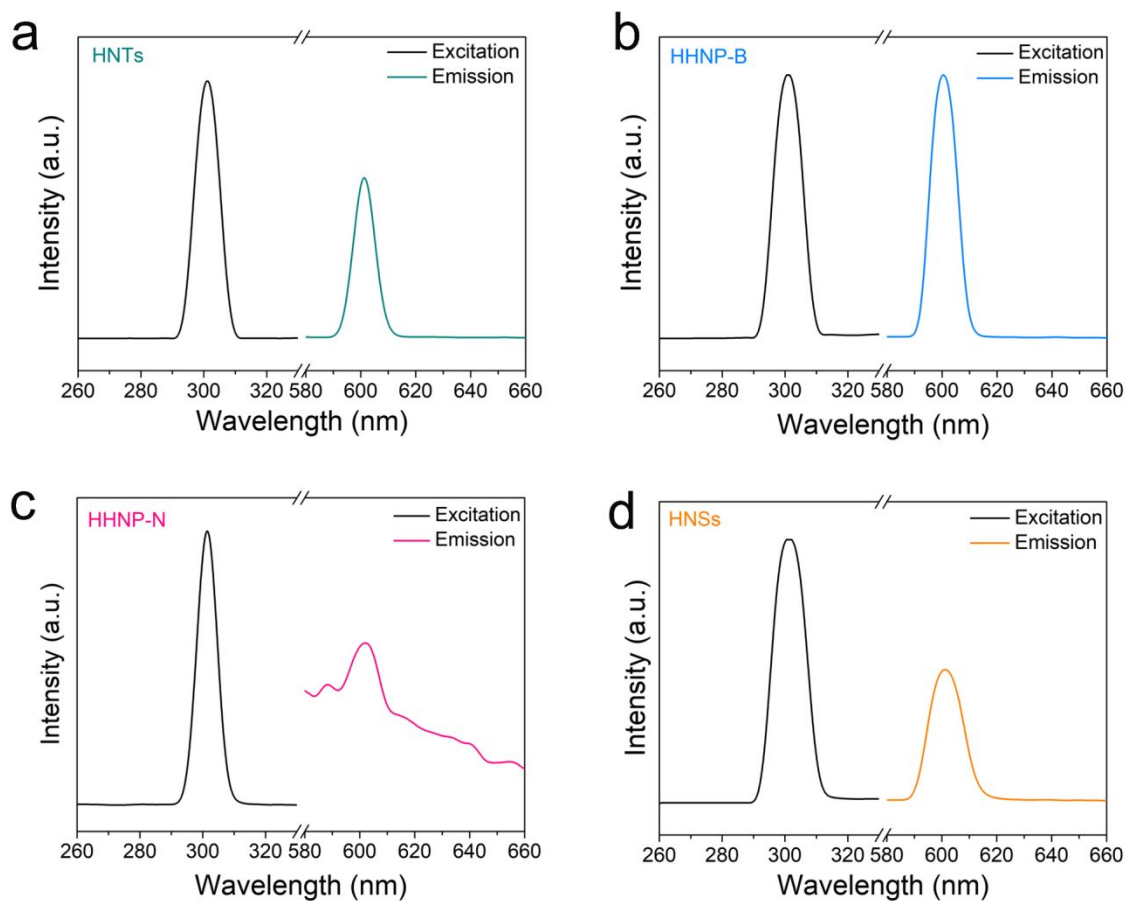 a
HNTs
Excitation
Emission
Intensity (a.u.)
260 280 300 320 580 600 620 640 660
Wavelength (nm)
b
HHNP-B
Excitation
Emission
Intensity (a.u.)
260 280 300 320 580 600 620 640 660
Wavelength (nm)
c
HHNP-N
Excitation
Emission
Intensity (a.u.)
260 280 300 320 580 600 620 640 660
Wavelength (nm)
d
HNSs
Excitation
Emission
Intensity (a.u.)
260 280 300 320 580 600 620 640 660
Wavelength (nm)